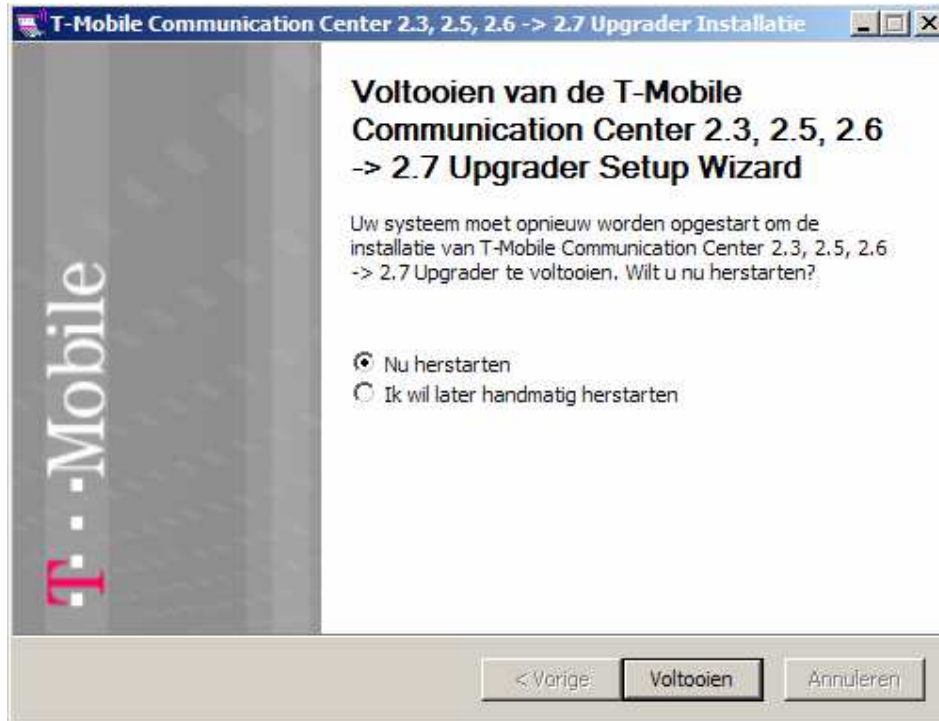 T-Mobile Communication Center 2.3, 2.5, 2.6 -> 2.7 Upgrader Installatie
Voltooien van de T-Mobile
Communication Center 2.3, 2.5, 2.6
-> 2.7 Upgrader Setup Wizard
Uw systeem moet opnieuw worden opgestart om de
installatie van T-Mobile Communication Center 2.3, 2.5, 2.6
-> 2.7 Upgrader te voltooien. Wilt u nu herstarten?
Nu herstarten
Ik wil later handmatig herstarten
T · · · Mobile ·
< Vorige
Voltooien
Annuleren